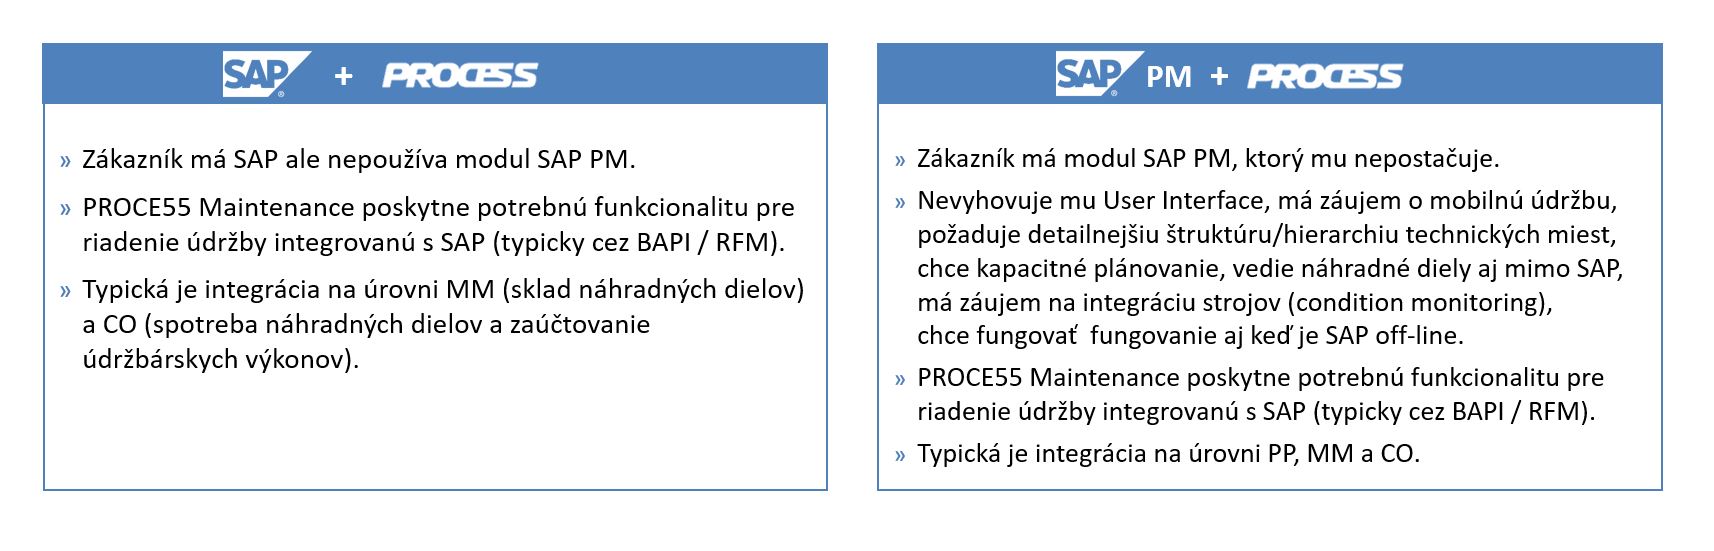 SAP® + PROCESS
» Zákazník má SAP ale nepoužíva modul SAP PM.
» PROCE55 Maintenance poskytne potrebnú funkcionalitu pre
riadenie údržby integrovanú s SAP (typicky cez BAPI / RFM).
» Typická je integrácia na úrovni MM (sklad náhradných dielov)
a CO (spotreba náhradných dielov a zaúčtovanie
údržbárskych výkonov).
SAP® PM + PROCESS
» Zákazník má modul SAP PM, ktorý mu nepostačuje.
» Nevyhovuje mu User Interface, má záujem o mobilnú údržbu,
požaduje detailnejšiu štruktúru/hierarchiu technických miest,
chce kapacitné plánovanie, vedie náhradné diely aj mimo SAP,
má záujem na integráciu strojov (condition monitoring),
chce fungovať  fungovanie aj keď je SAP off-line.
» PROCE55 Maintenance poskytne potrebnú funkcionalitu pre
riadenie údržby integrovanú s SAP (typicky cez BAPI / RFM).
» Typická je integrácia na úrovni PP, MM a CO.